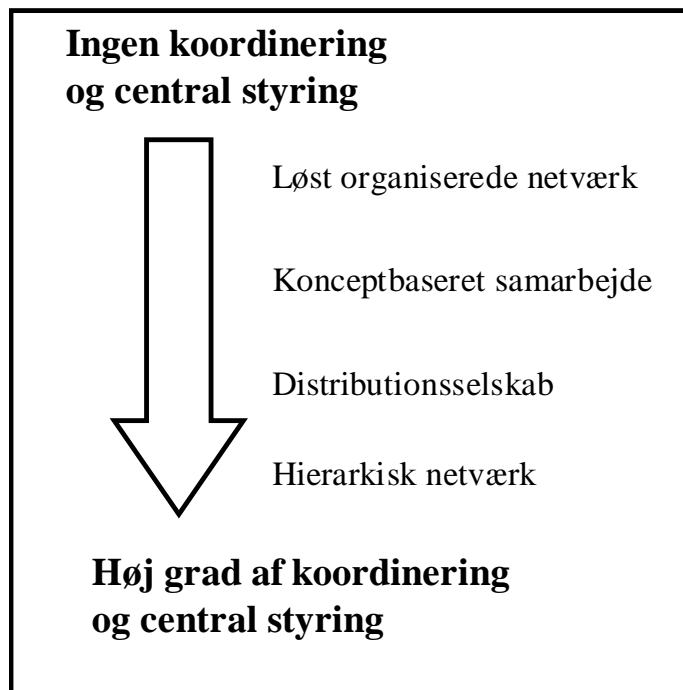 Ingen koordinering
og central styring
Løst organiserede netværk
Konceptbaseret samarbejde
Distributionsselskab
Hierarkisk netværk
Høj grad af koordinering
og central styring